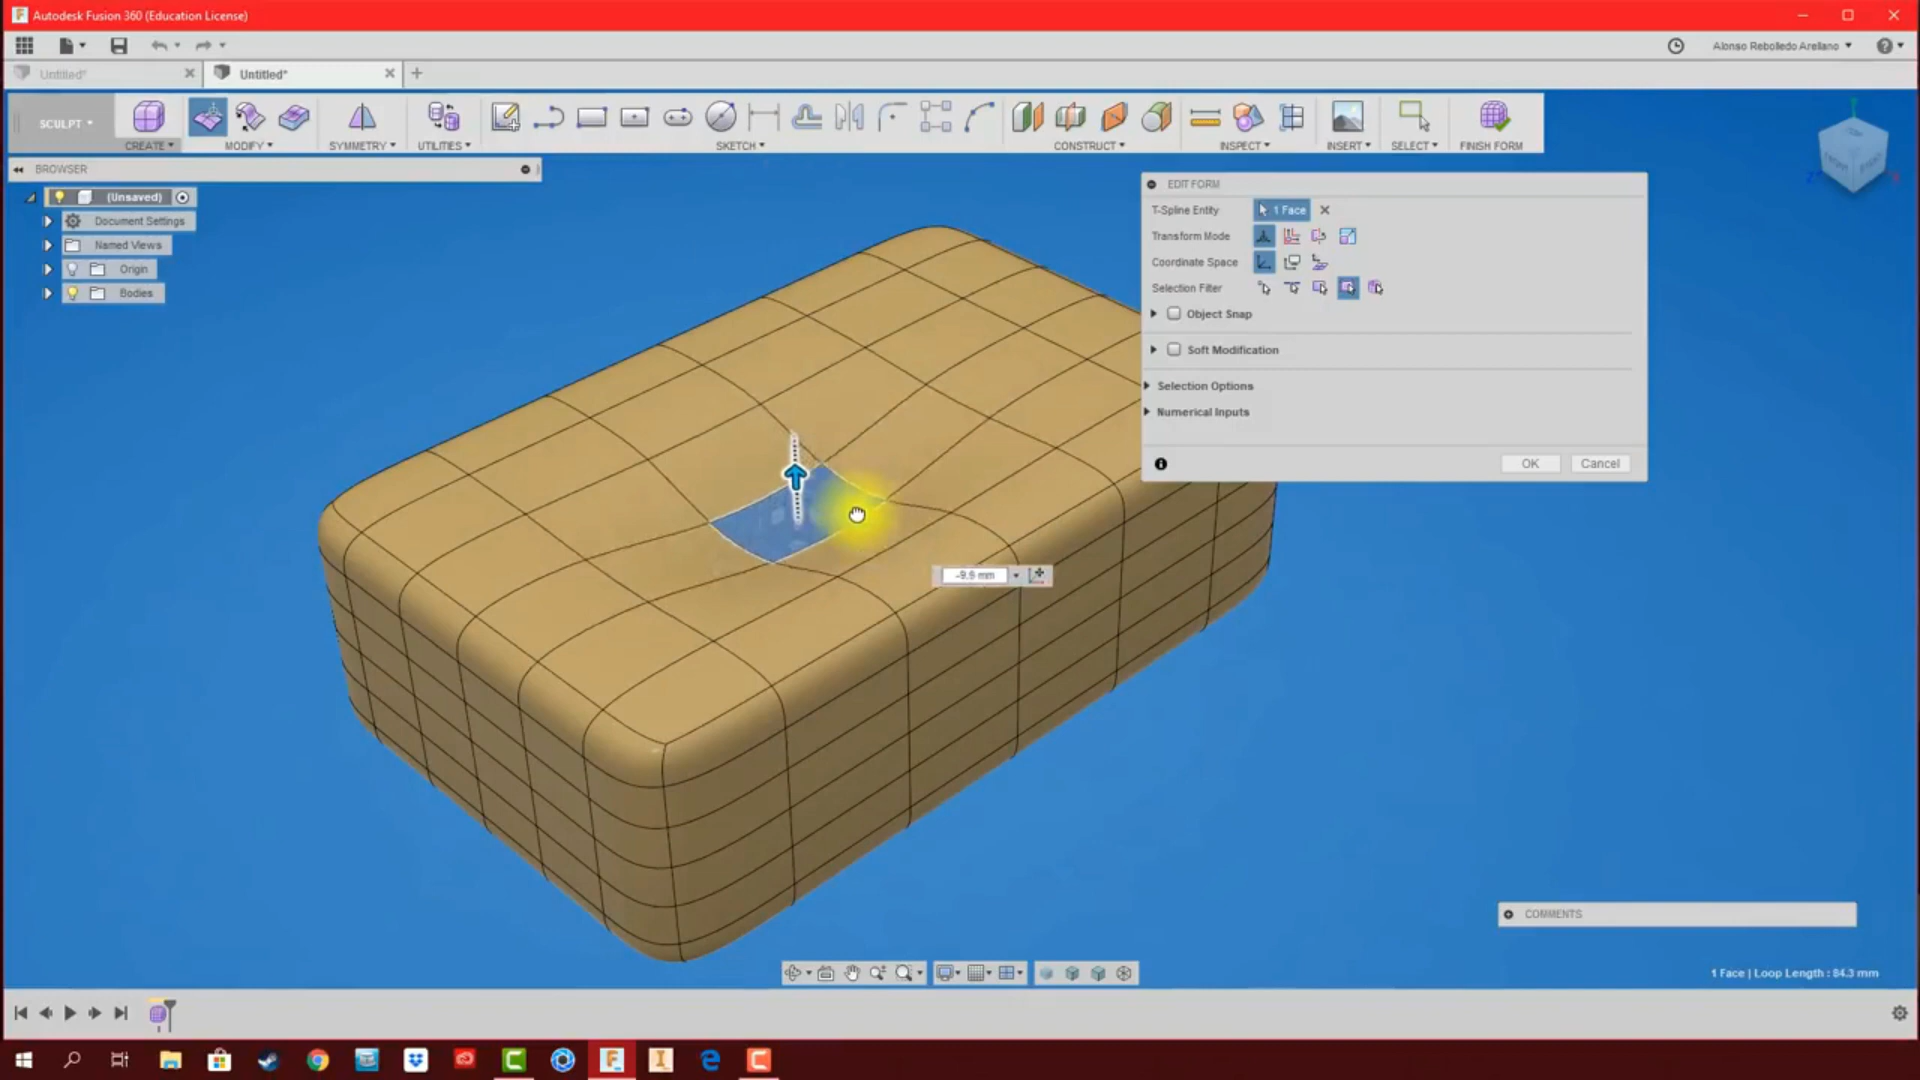 Autodesk Fusion 360 (Education License)
Alonso Rebolledo Arellano
Untitled*
Untitled*
SCULPT
CREATE
MODIFY
SYMMETRY
UTILITIES
SKETCH
CONSTRUCT
INSPECT
INSERT
SELECT
FINISH FORM
BROWSER
(Unsaved)
Document Settings
Named Views
Origin
Bodies
EDIT FORM
T-Spline Entity
1 Face
Transform Mode
Coordinate Space
Selection Filter
Object Snap
Soft Modification
Selection Options
Numerical Inputs
OK
Cancel
-9.9 mm
COMMENTS
1 Face | Loop Length : 84.3 mm